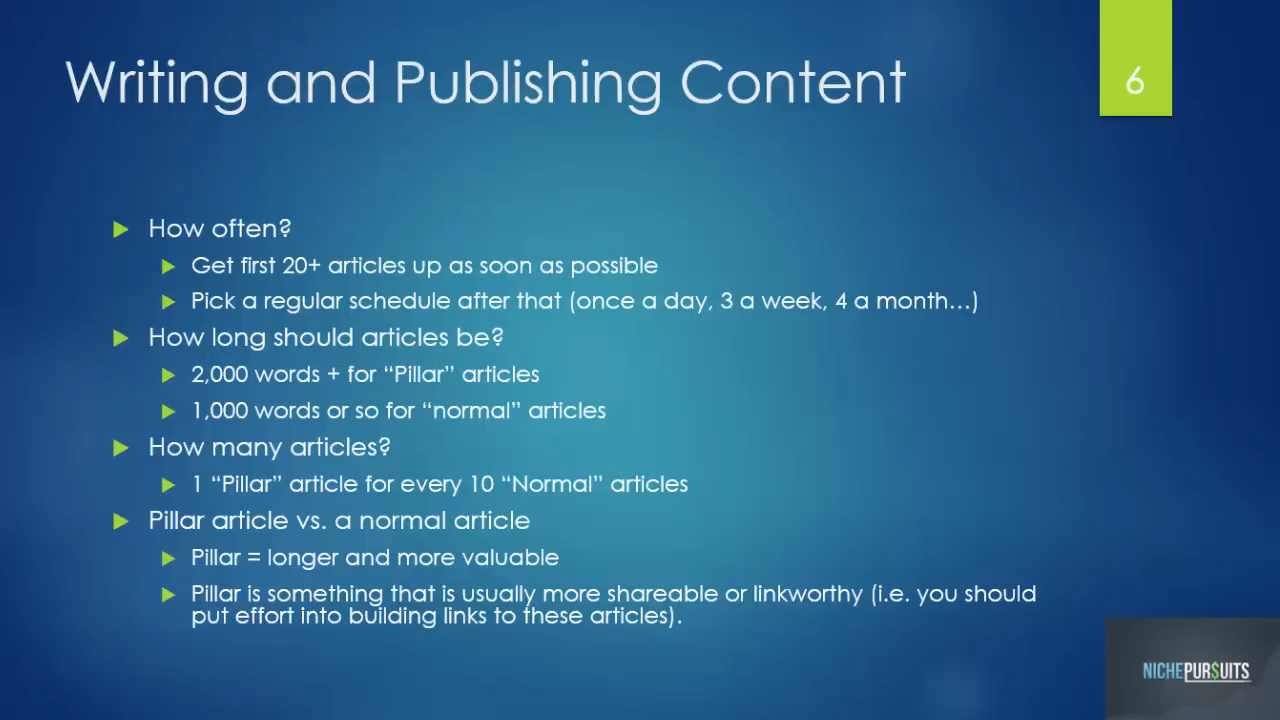 Writing and Publishing Content
6
How often?
Get first 20+ articles up as soon as possible
Pick a regular schedule after that (once a day, 3 a week, 4 a month...)
How long should articles be?
2,000 words + for “Pillar” articles
1,000 words or so for “normal” articles
How many articles?
1 “Pillar” article for every 10 “Normal” articles
Pillar article vs. a normal article
Pillar = longer and more valuable
Pillar is something that is usually more shareable or linkworthy (i.e. you should
put effort into building links to these articles).
NICHEPUR$UITS